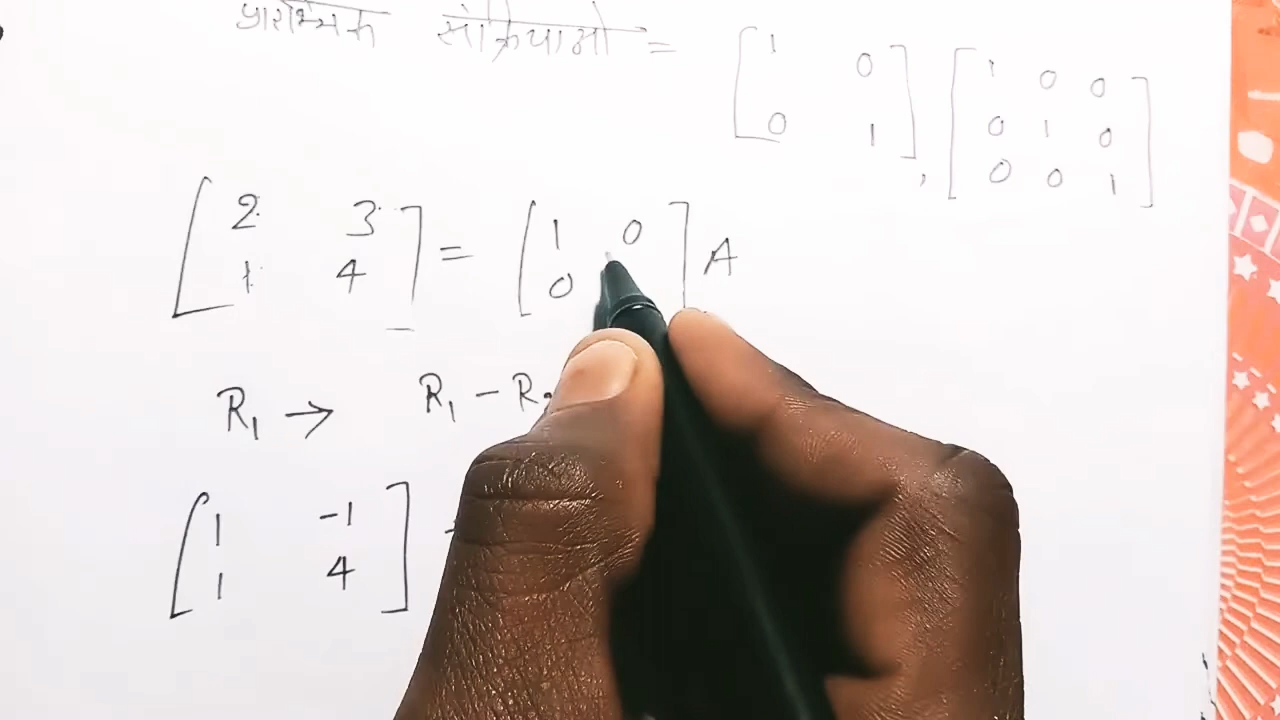 प्रारम्भिक संक्रियाओ = [1 0 0 1], [1 0 0 0 1 0 0 0 1]
[2 3 1 4] = [1 0 0] A
R₁ → R₁ - R
[1 -1 1 4]